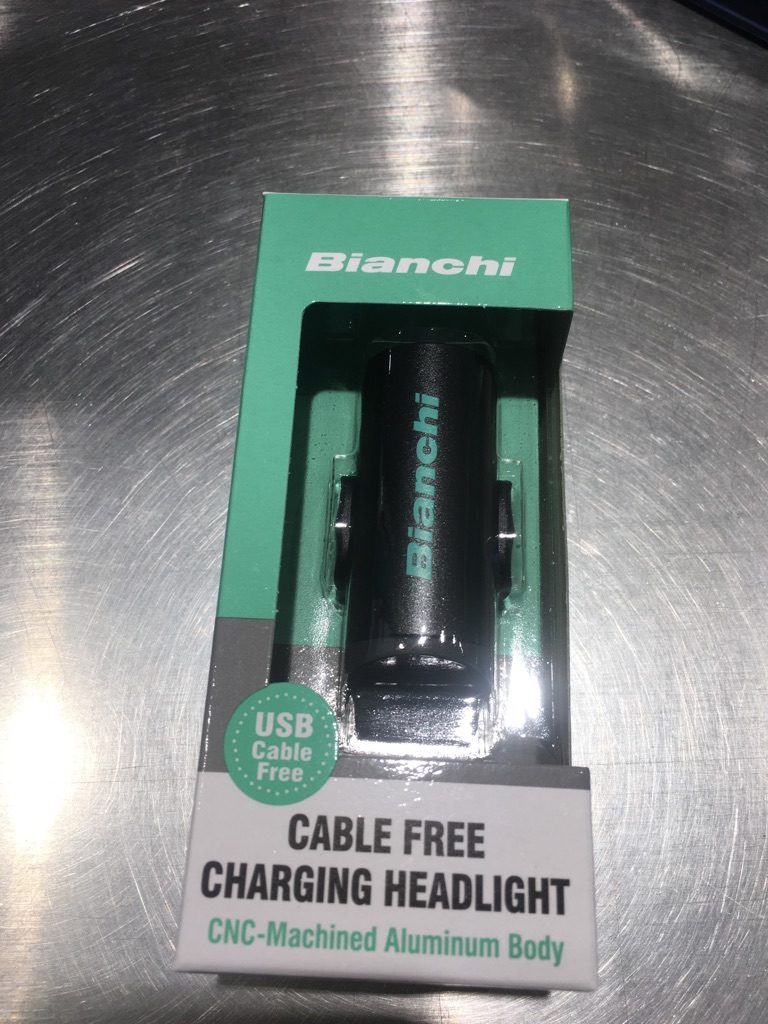 Bianchi
Bianchi
USB
Cable
Free
CABLE FREE
CHARGING HEADLIGHT
CNC-Machined Aluminum Body